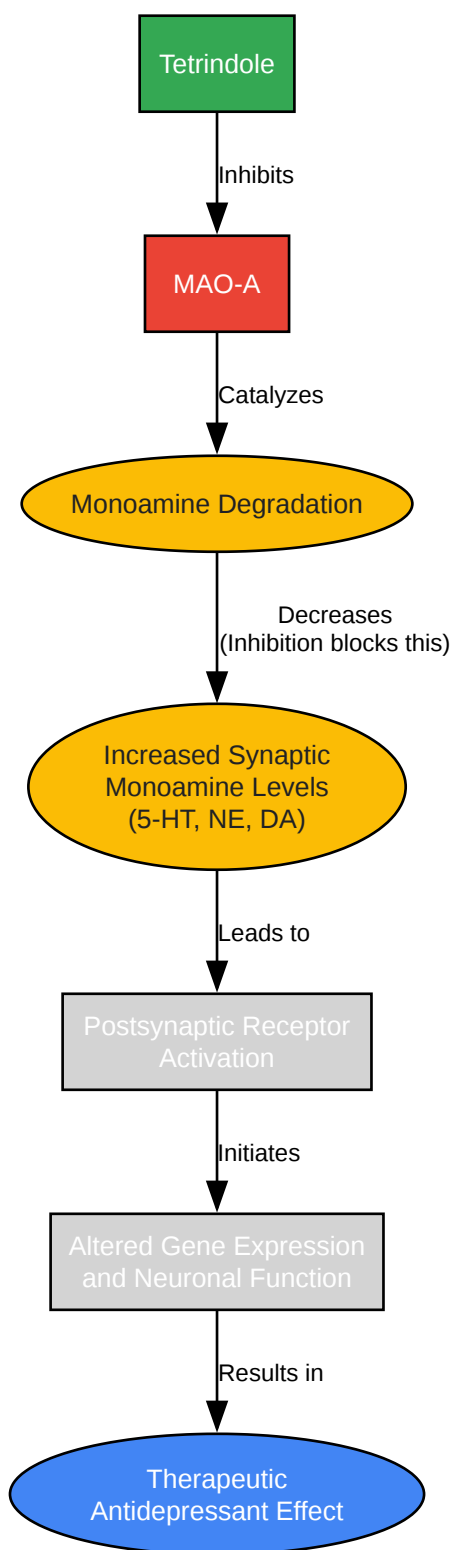 Tetrindole
Inhibits
MAO-A
Catalyzes
Monoamine Degradation
Decreases
(Inhibition blocks this)
Increased Synaptic
Monoamine Levels
(5-HT, NE, DA)
Leads to
Postsynaptic Receptor
Activation
Initiates
Altered Gene Expression
and Neuronal Function
Results in
Therapeutic
Antidepressant Effect